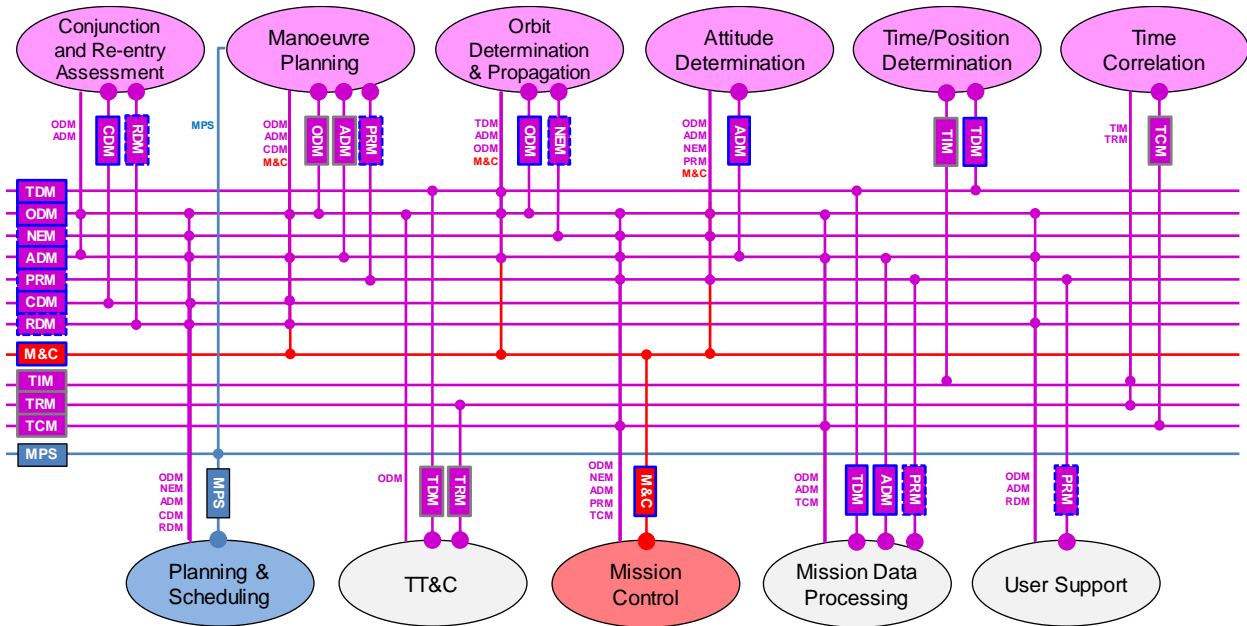 Conjunction
and Re-entry
Assessment
Manoeuvre
Planning
Orbit
Determination
& Propagation
Attitude
Determination
Time/Position
Determination
Time
Correlation
ODM
ADM
CDM
RDM
MPS
ODM
ADM
CDM
M&C
ODM
ADM
PRM
TDM
ADM
ODM
M&C
ODM
NEM
ODM
ADM
NEM
PRM
M&C
ADM
TIM
TDM
TIM
TRM
TCM
TDM
ODM
NEM
ADM
PRM
CDM
RDM
M&C
TIM
TRM
TCM
MPS
ODM
NEM
ADM
CDM
RDM
MPS
ODM
TDM
TRM
ODM
NEM
ADM
PRM
TCM
M&C
ODM
ADM
TCM
TDM
ADM
PRM
ODM
ADM
RDM
PRM
Planning &
Scheduling
TT&C
Mission
Control
Mission Data
Processing
User Support